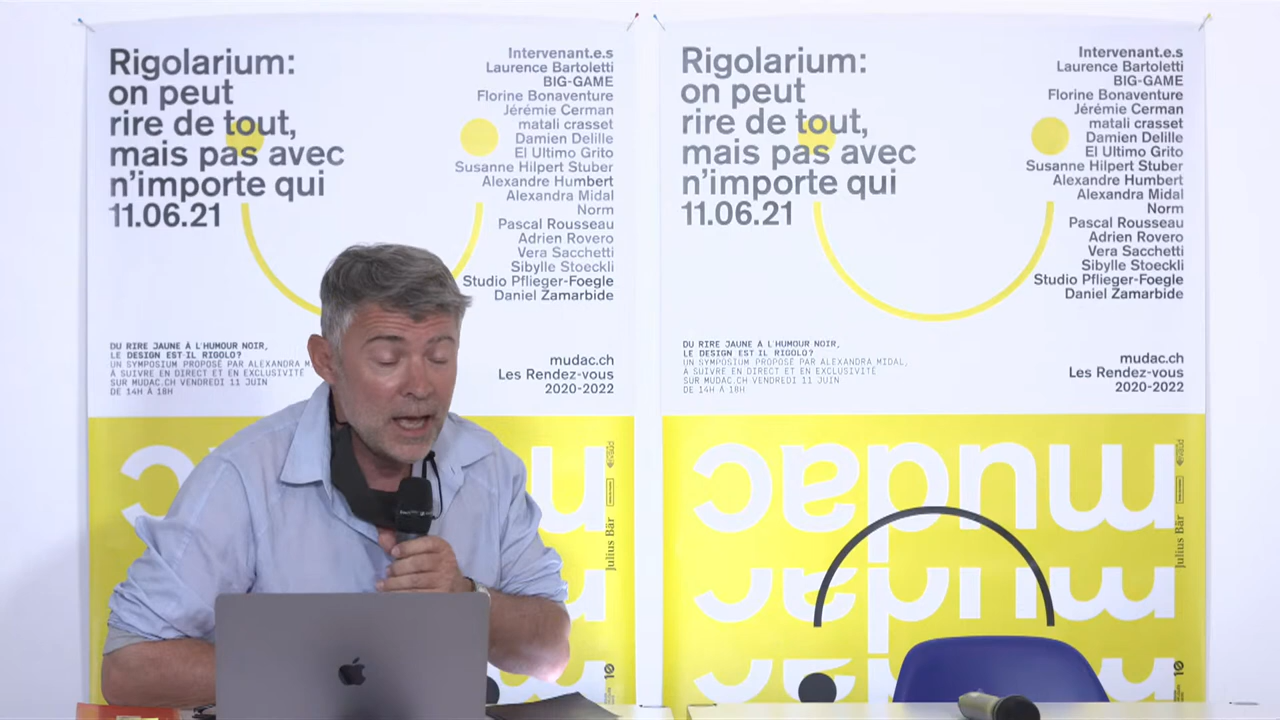 Rigolarium:
on peut
rire de tout,
mais pas avec
n'importe qui
11.06.21
Intervenant.e.s
Laurence Bartoletti
BIG-GAME
Florine Bonaventure
Jérémie Cerman
matali crasset
Damien Delille
El Ultimo Grito
Susanne Hilpert Stuber
Alexandre Humbert
Alexandra Midal
Norm
Pascal Rousseau
Adrien Rovero
Vera Sacchetti
Sibylle Stoeckli
Studio Pflieger-Foegle
Daniel Zamarbide
DU RIRE JAUNE À L'HUMOUR NOIR,
LE DESIGN EST-IL RIGOLO?
UN SYMPOSIUM PROPOSÉ PAR ALEXANDRA M
À SUIVRE EN DIRECT ET EN EXCLUSIVITÉ
SUR MUDAC.CH VENDREDI 11 JUIN
DE 14H À 18H
mudac.ch
Les Rendez-vous
2020-2022
Julius Bär
Rigolarium:
on peut
rire de tout,
mais pas avec
n'importe qui
11.06.21
Intervenant.e.s
Laurence Bartoletti
BIG-GAME
Florine Bonaventure
Jérémie Cerman
matali crasset
Damien Delille
El Ultimo Grito
Susanne Hilpert Stuber
Alexandre Humbert
Alexandra Midal
Norm
Pascal Rousseau
Adrien Rovero
Vera Sacchetti
Sibylle Stoeckli
Studio Pflieger-Foegle
Daniel Zamarbide
DU RIRE JAUNE À L'HUMOUR NOIR,
LE DESIGN EST-IL RIGOLO?
UN SYMPOSIUM PROPOSÉ PAR ALEXANDRA MIDAL,
À SUIVRE EN DIRECT ET EN EXCLUSIVITÉ
SUR MUDAC.CH VENDREDI 11 JUIN
DE 14H À 18H
mudac.ch
Les Rendez-vous
2020-2022
mudac
mudac
mudac
Julius Bär